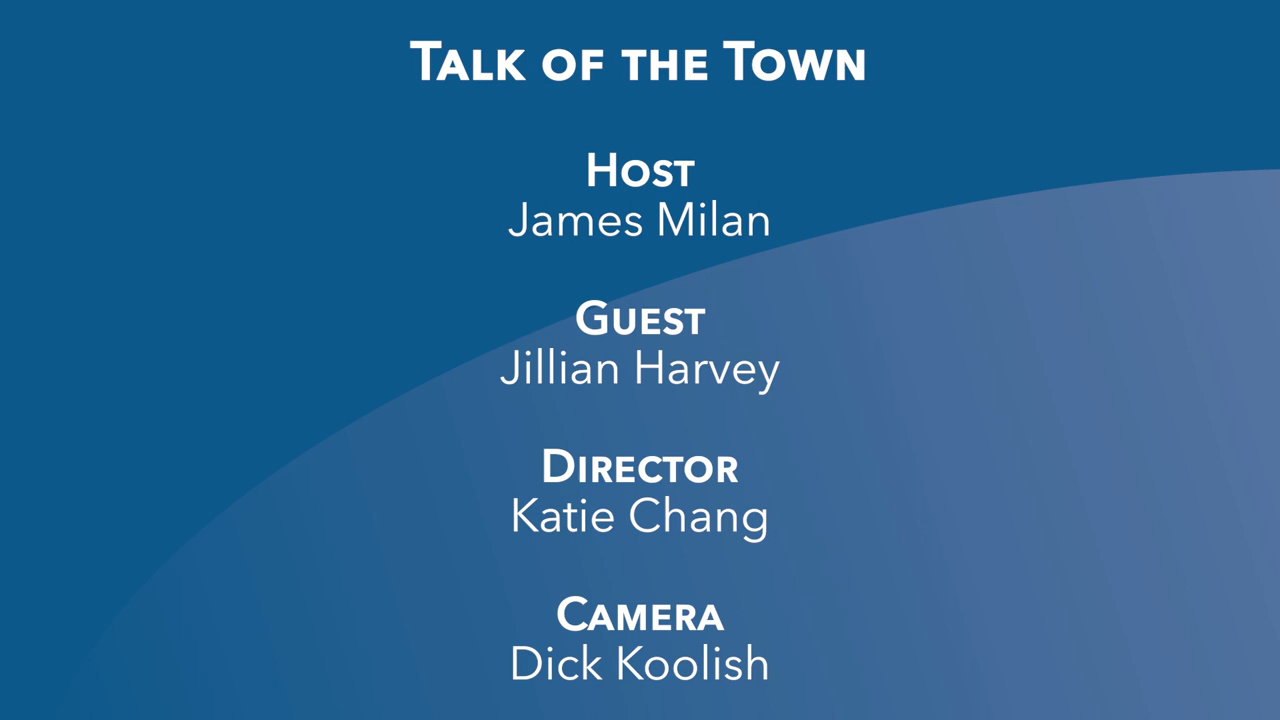 Talk of the Town
Host
James Milan
Guest
Jillian Harvey
Director
Katie Chang
Camera
Dick Koolish